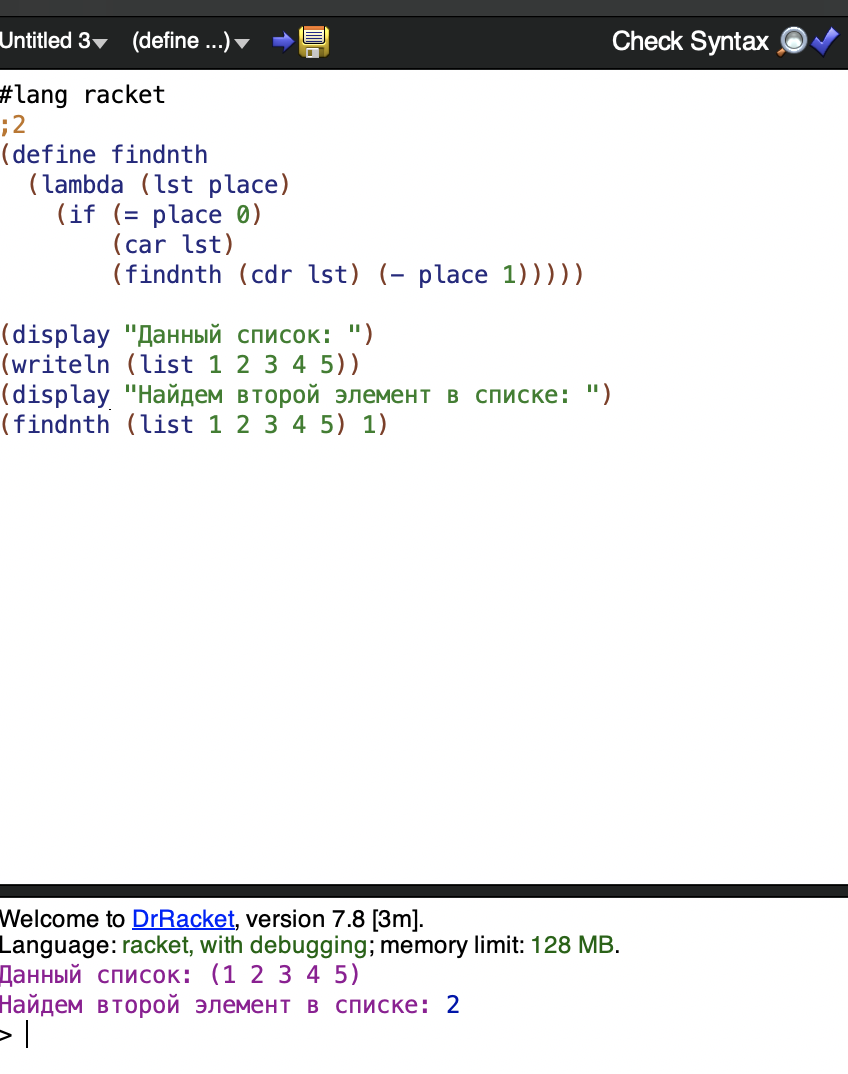 Untitled 3 (define ...) Check Syntax
#lang racket
;2
(define findnth
  (lambda (lst place)
    (if (= place 0)
        (car lst)
        (findnth (cdr lst) (- place 1)))))
(display "Данный список: ")
(writeln (list 1 2 3 4 5))
(display "Найдем второй элемент в списке: ")
(findnth (list 1 2 3 4 5) 1)
Welcome to DrRacket, version 7.8 [3m].
Language: racket, with debugging; memory limit: 128 MB.
Данный список: (1 2 3 4 5)
Найдем второй элемент в списке: 2
>